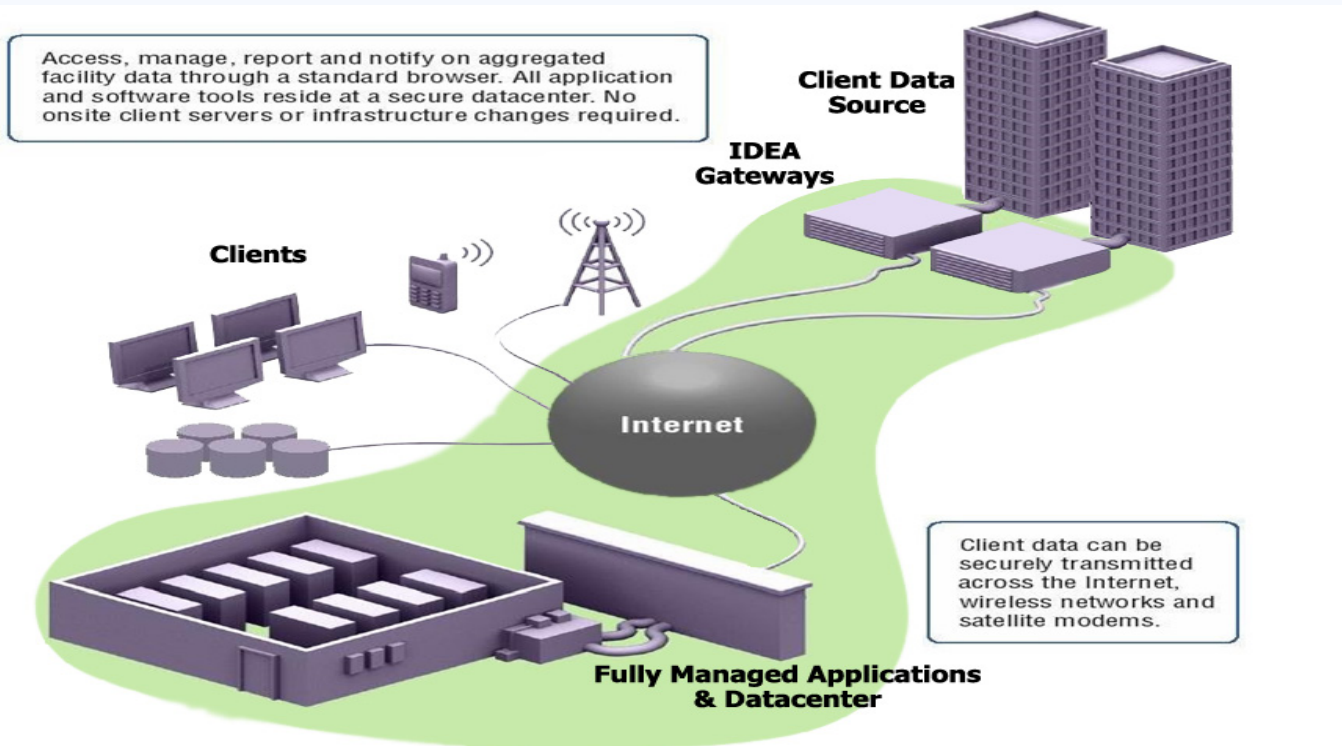 Access, manage, report and notify on aggregated
facility data through a standard browser. All application
and software tools reside at a secure datacenter. No
onsite client servers or infrastructure changes required.
Client Data
Source
IDEA
Gateways
Clients
Internet
Client data can be
securely transmitted
across the Internet,
wireless networks and
satellite modems.
Fully Managed Applications
& Datacenter